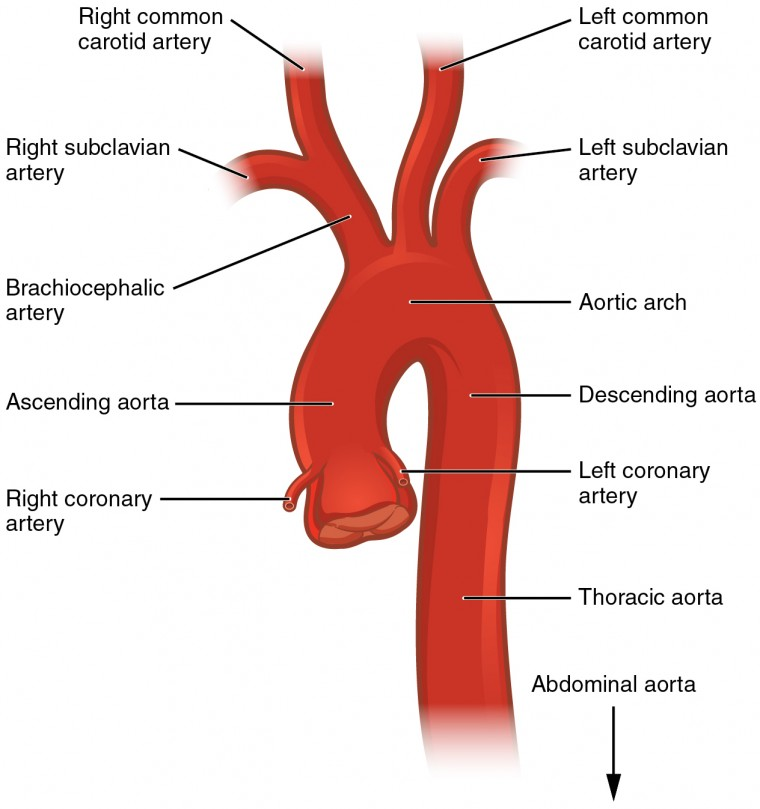 Right common
carotid artery
Left common
carotid artery
Right subclavian
artery
Left subclavian
artery
Brachiocephalic
artery
Aortic arch
Ascending aorta
Descending aorta
Right coronary
artery
Left coronary
artery
Thoracic aorta
Abdominal aorta